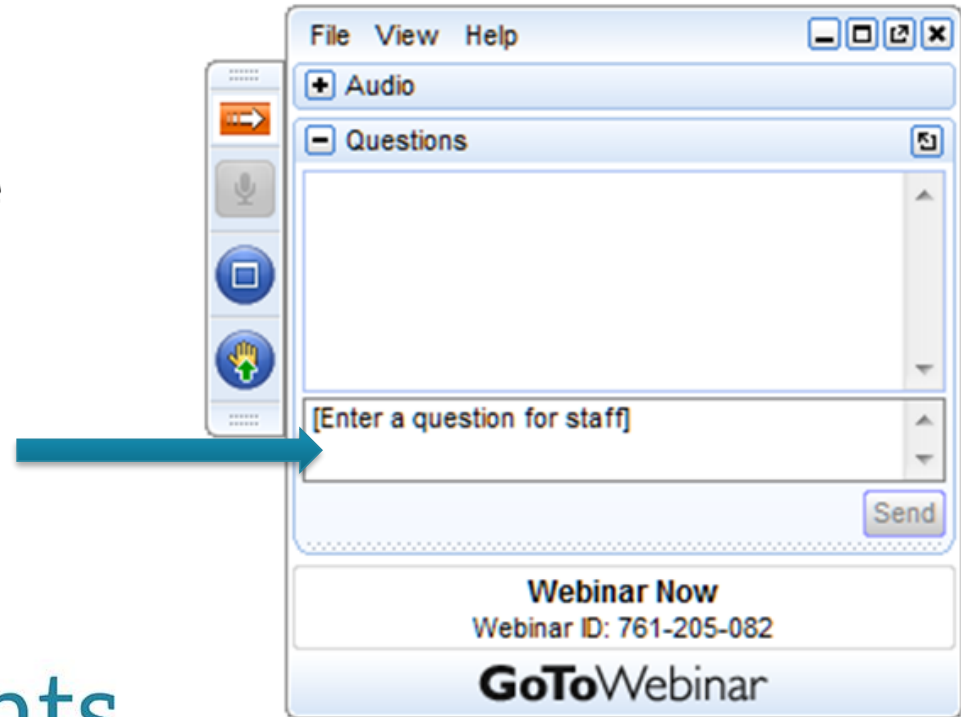 File View Help
Audio
Questions
[Enter a question for staff]
Send
Webinar Now
Webinar ID: 761-205-082
GoToWebinar